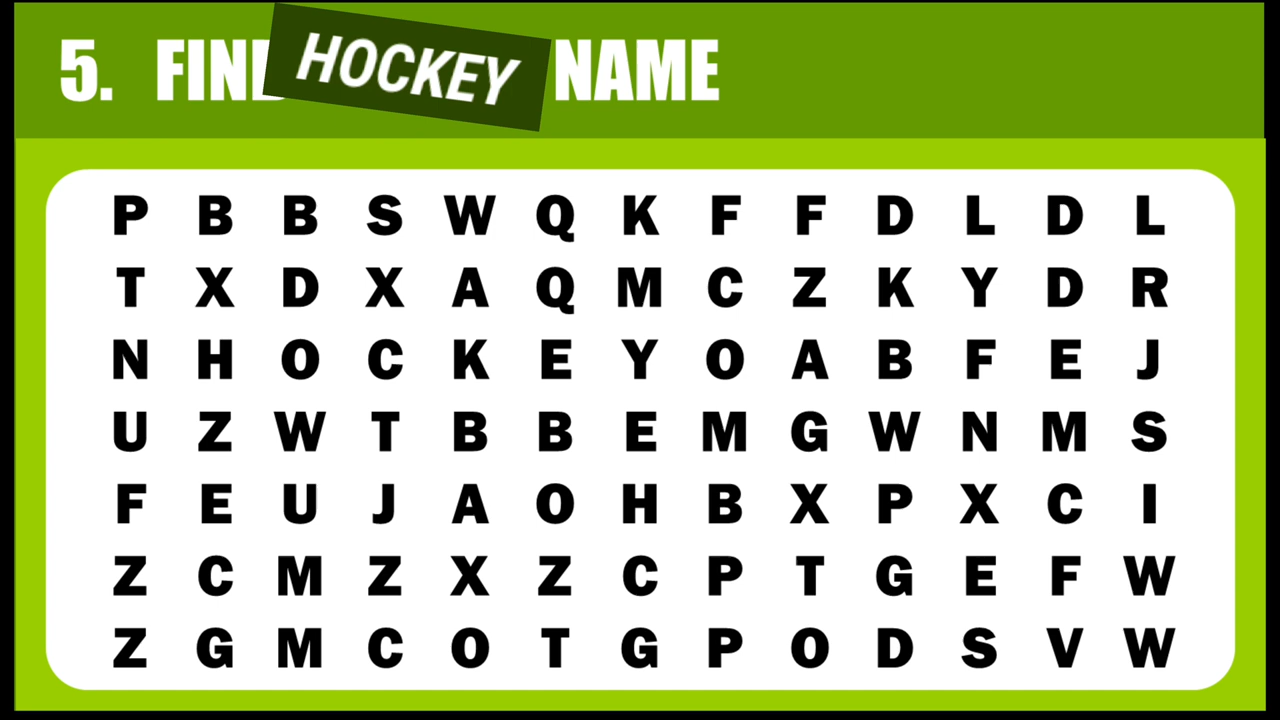 5. FIND HOCKEY NAME
P B B S W Q K F F D L D L
T X D X A Q M C Z K Y D R
N H O C K E Y O A B F E J
U Z W T B B E M G W N M S
F E U J A O H B X P X C I
Z C M Z X Z C P T G E F W
Z G M C O T G P O D S V W